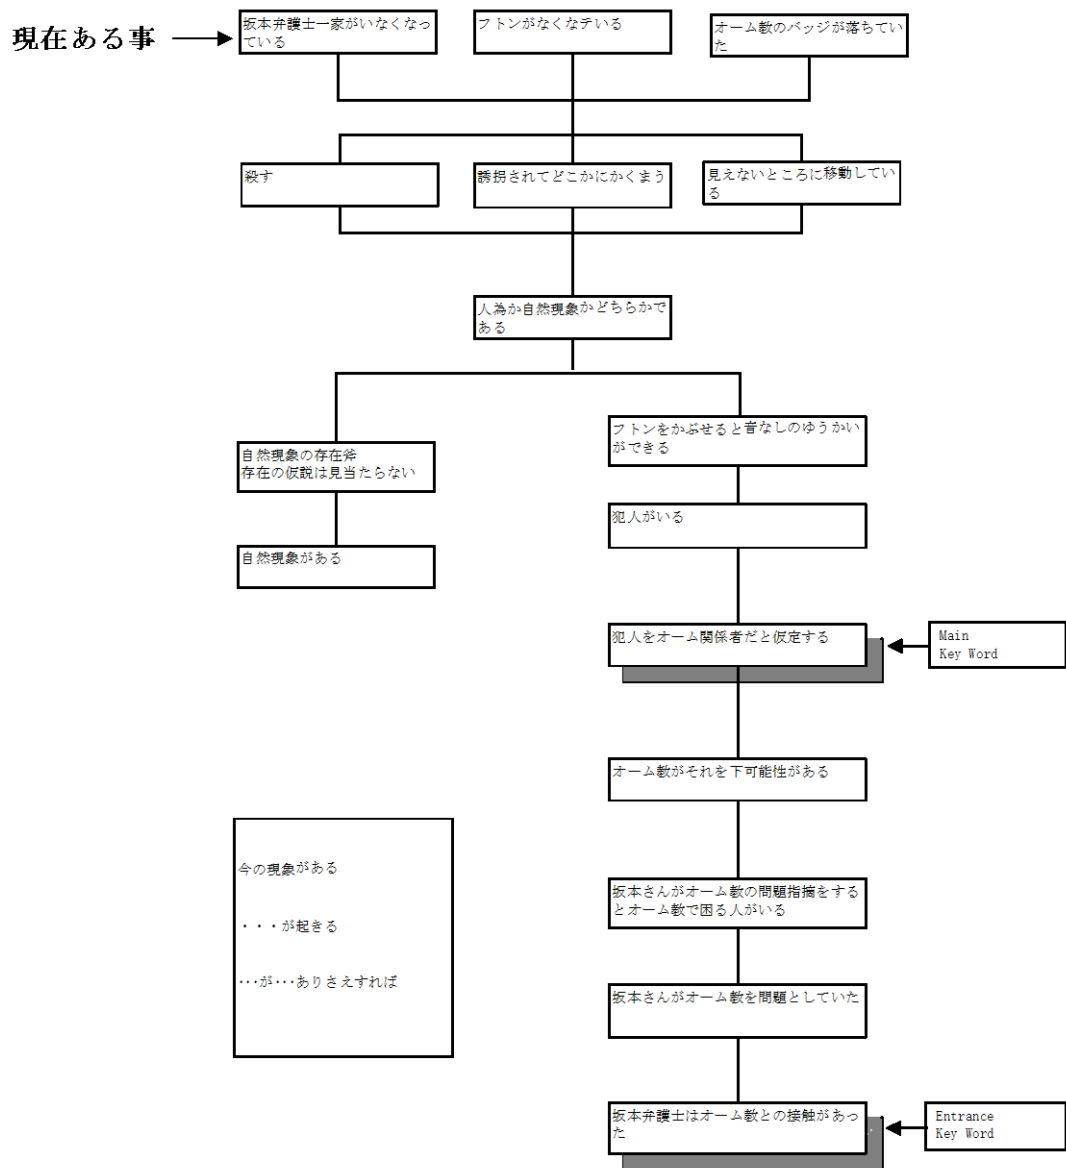 現在ある事
坂本弁護士一家がいなくなっ
ている
フトンがなくなテいる
オーム教のバッジが落ちてい
た
殺す
誘拐されてどこかにかくまう
見えないところに移動してい
る
人為か自然現象かどちらかで
ある
自然現象の存在斧
存在の仮説は見当たらない
自然現象がある
フトンをかぶせると音なしのゆうかい
ができる
犯人がいる
犯人をオーム関係者だと仮定する
Main
Key Word
オーム教がそれを下可能性がある
今の現象がある
・・・が起きる
…が…ありさえすれば
坂本さんがオーム教の問題指摘をする
とオーム教で困る人がいる
坂本さんがオーム教を問題としていた
坂本弁護士はオーム教との接触があっ
た
Entrance
Key Word